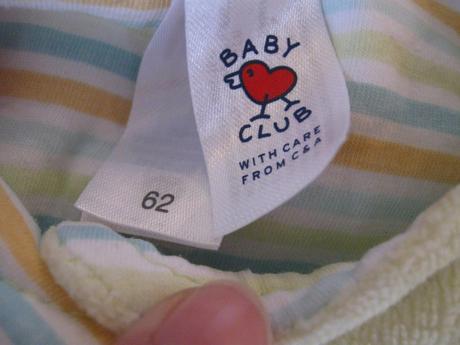 BABY
CLUB
WITH CARE
FROM C&A
62